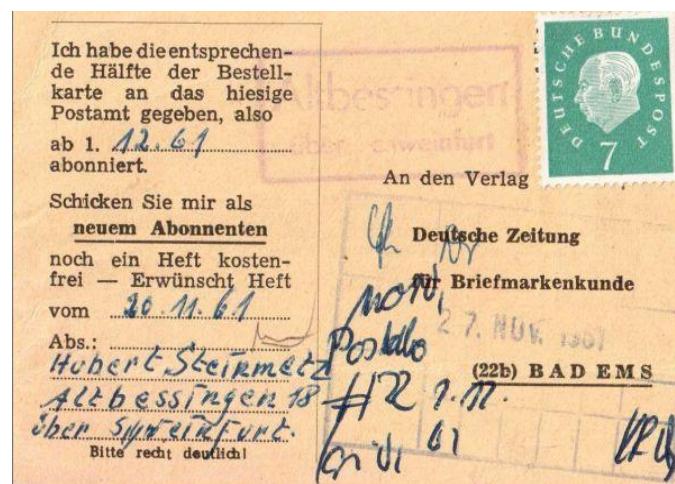 Ich habe die entsprechen-
de Hälfte der Bestell-
karte an das hiesige
Postamt gegeben, also
ab 1. 12.61
abonniert.
Schicken Sie mir als
neuem Abonnenten
noch ein Heft kosten-
frei — Erwünscht Heft
vom 20.11.61
Abs.:
Hubert Steinmetz
Altbessingen 18
über Schweinfurt.
Bitte recht deutlich!
Altbessingen
über Schweinfurt
DEUTSCHE BUNDESPOST
7
An den Verlag
Deutsche Zeitung
für Briefmarkenkunde
27. NOV. 1961
(22b) BAD EMS